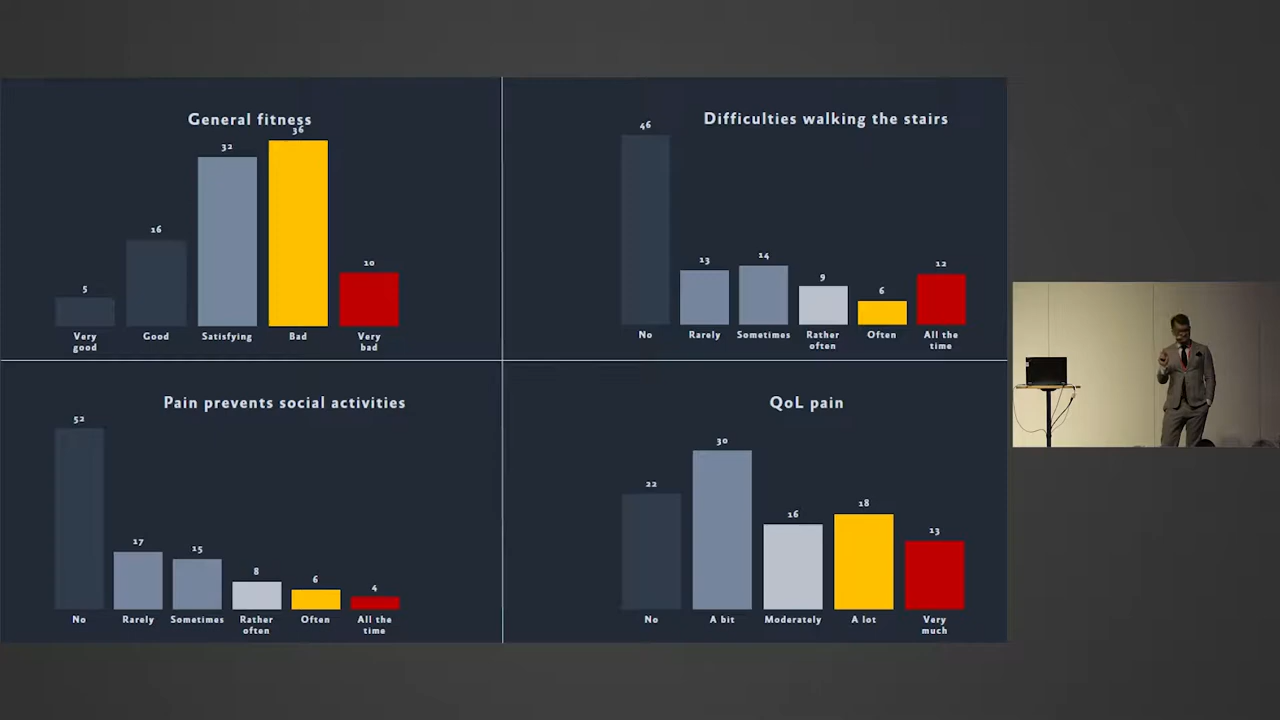 General fitness
36
32
16
10
5
Very
good
Good
Satisfying
Bad
Very
bad
Difficulties walking the stairs
46
13
14
9
6
12
No
Rarely
Sometimes
Rather
often
Often
All the
time
Pain prevents social activities
52
17
15
8
6
4
No
Rarely
Sometimes
Rather
often
Often
All the
time
QoL pain
22
30
16
18
13
No
A bit
Moderately
A lot
Very
much